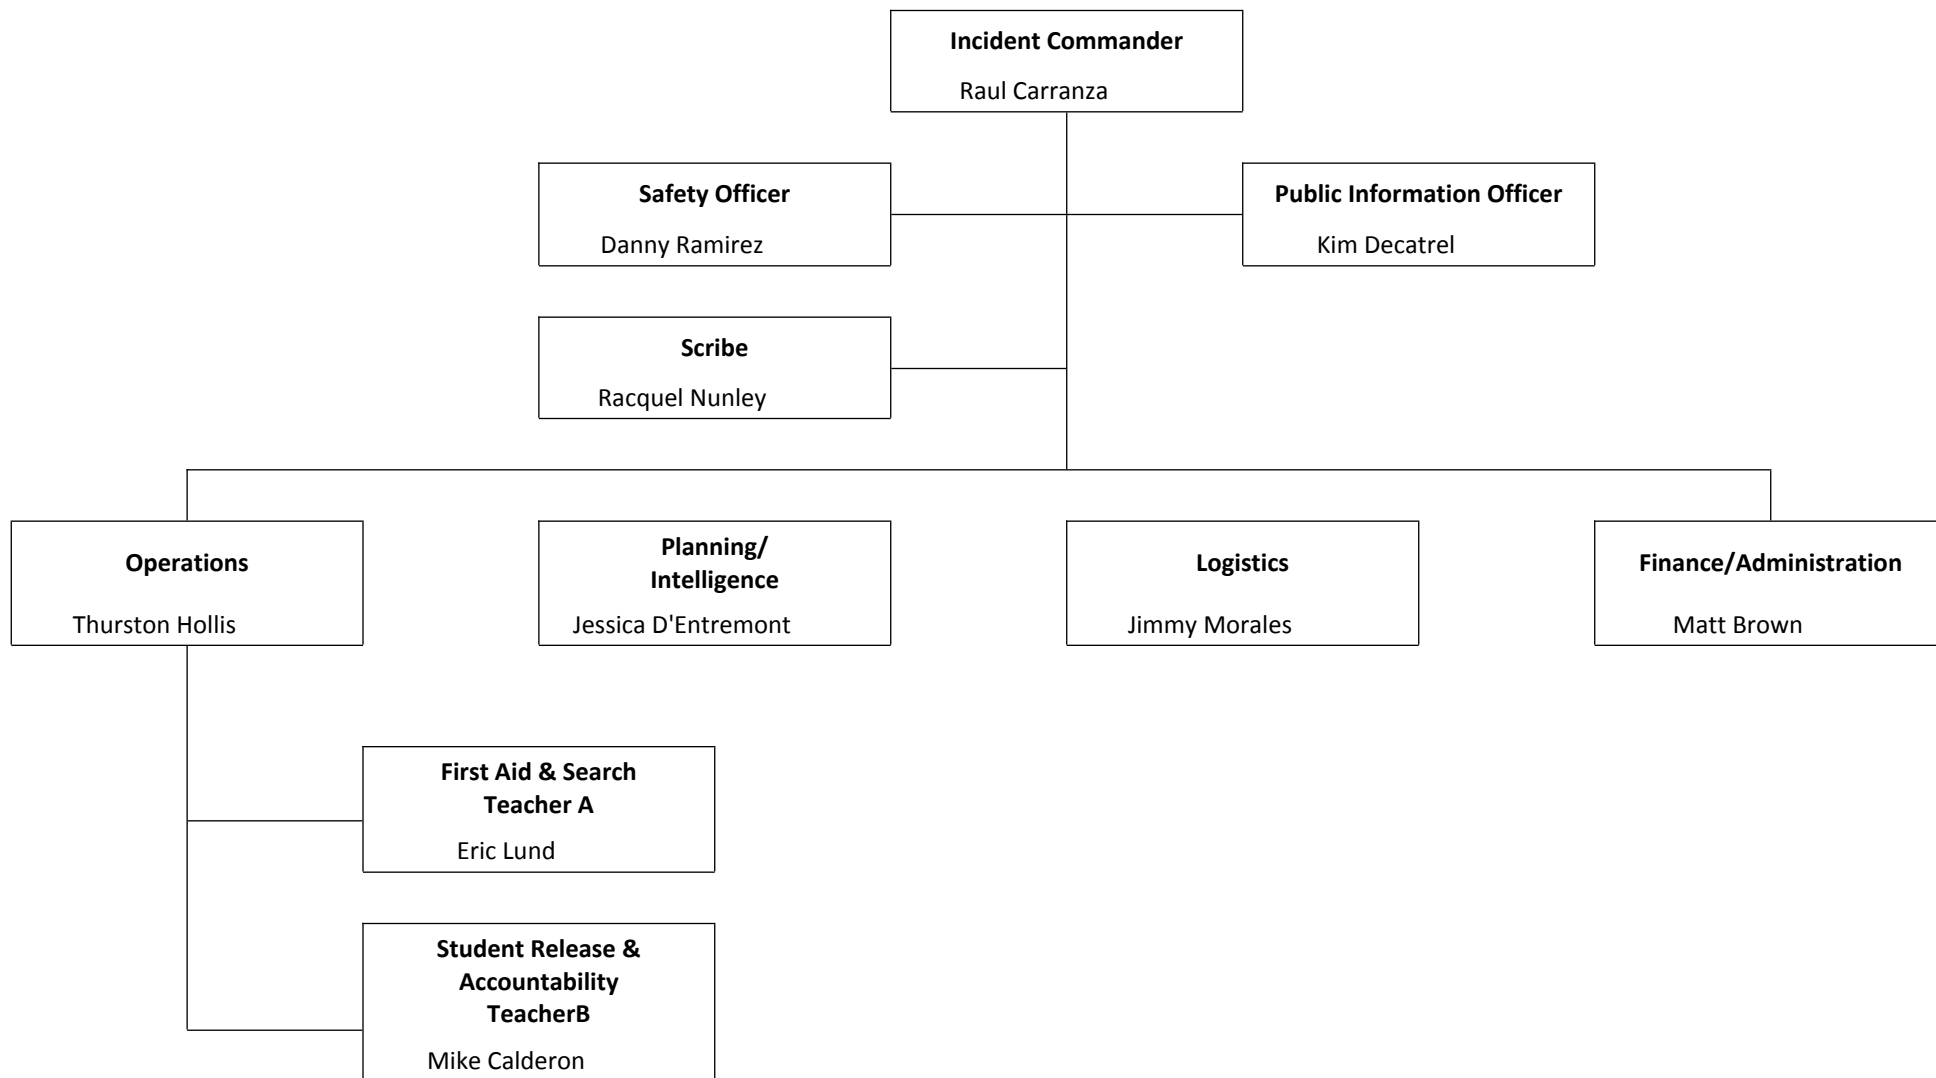 Incident Commander
Raul Carranza
Safety Officer
Danny Ramirez
Public Information Officer
Kim Decatrel
Scribe
Racquel Nunley
Operations
Thurston Hollis
Planning/
Intelligence
Jessica D'Entremont
Logistics
Jimmy Morales
Finance/Administration
Matt Brown
First Aid & Search
Teacher A
Eric Lund
Student Release &
Accountability
TeacherB
Mike Calderon